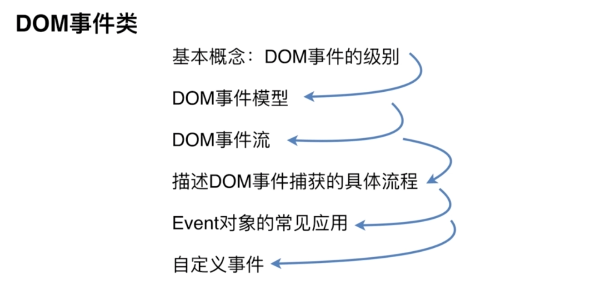 DOM事件类
基本概念：DOM事件的级别
DOM事件模型
DOM事件流
描述DOM事件捕获的具体流程
Event对象的常见应用
自定义事件